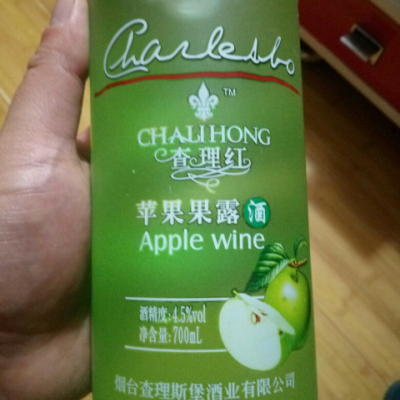 Charlesbo
TM
CHALIHONG
查理红
苹果果露酒
Apple wine
酒精度:4.5%vol
净含量:700mL
烟台查理斯堡酒业有限公司